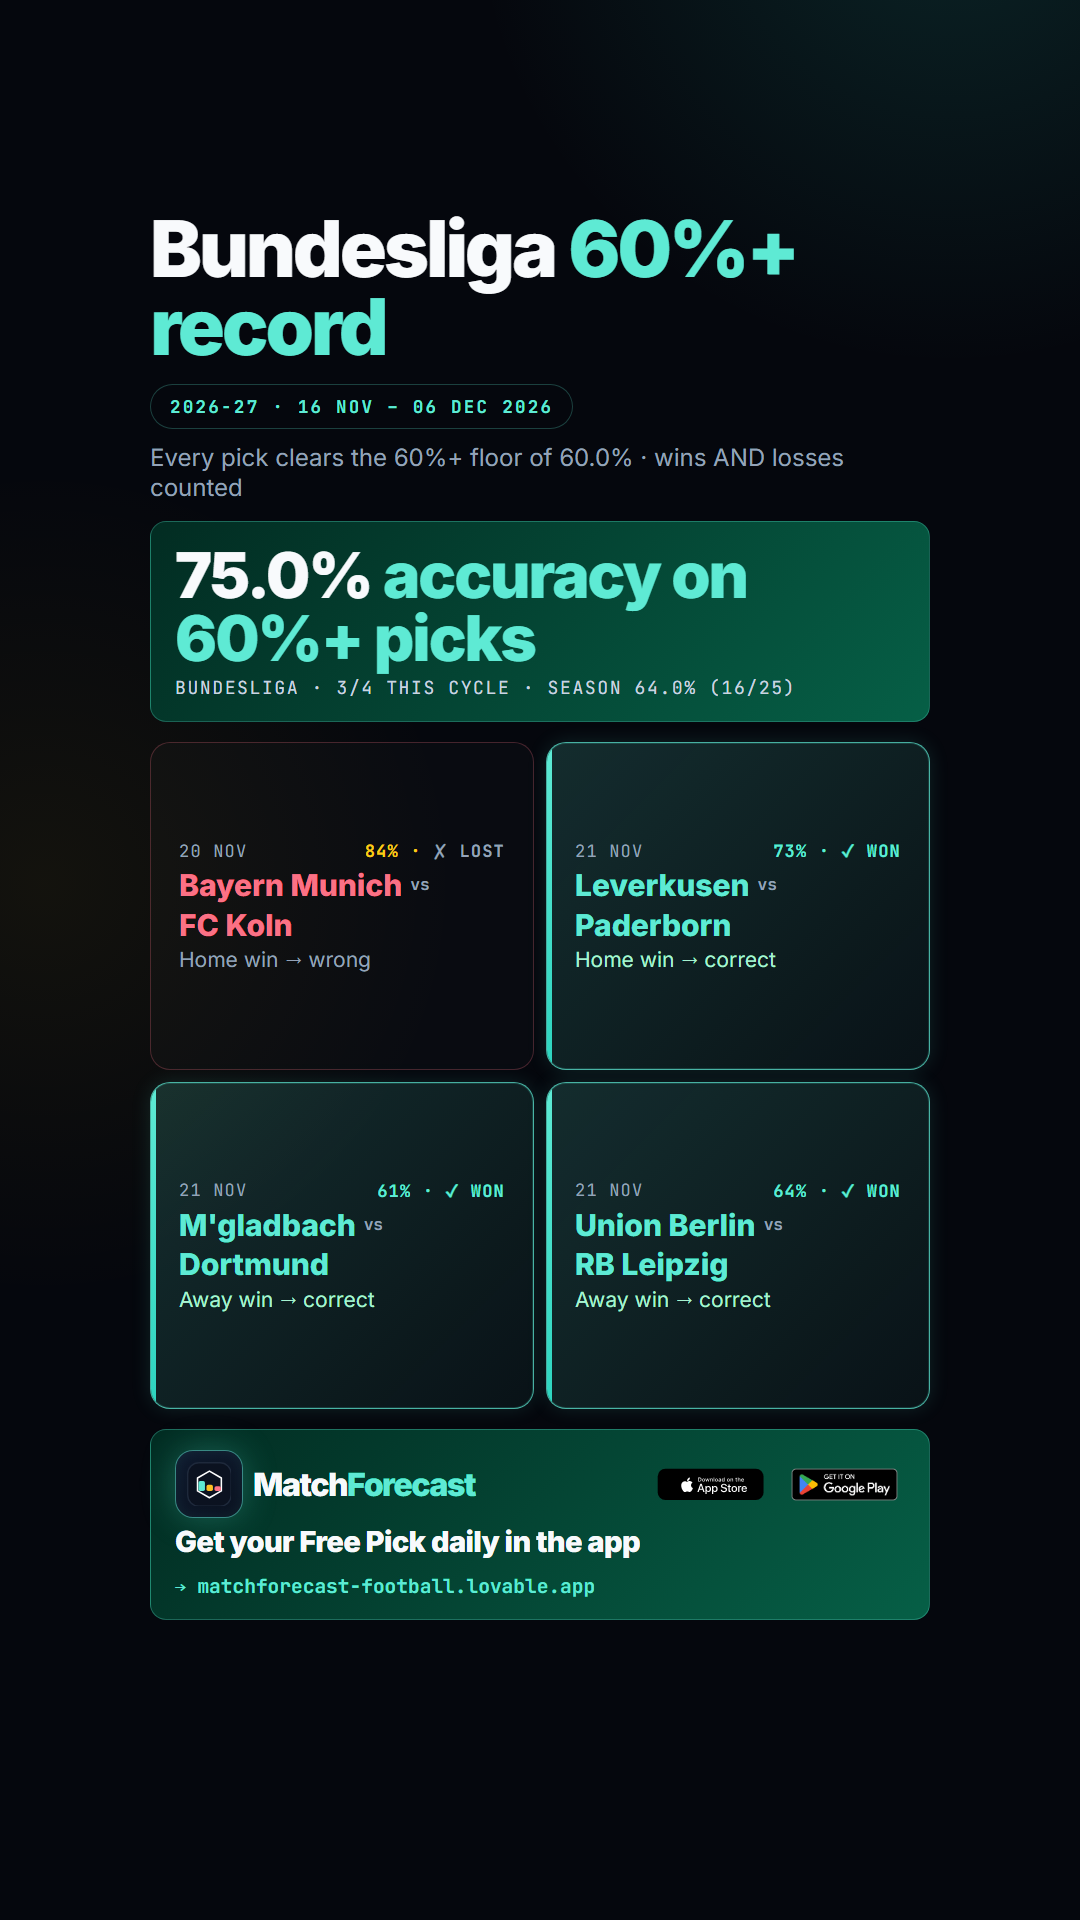 Bundesliga 60%+
record
2026-27 · 16 NOV – 06 DEC 2026
Every pick clears the 60%+ floor of 60.0% · wins AND losses
counted
75.0% accuracy on
60%+ picks
BUNDESLIGA · 3/4 THIS CYCLE · SEASON 64.0% (16/25)
20 NOV 84% · ✗ LOST
Bayern Munich vs
FC Koln
Home win → wrong
21 NOV 73% · ✓ WON
Leverkusen vs
Paderborn
Home win → correct
21 NOV 61% · ✓ WON
M'gladbach vs
Dortmund
Away win → correct
21 NOV 64% · ✓ WON
Union Berlin vs
RB Leipzig
Away win → correct
MatchForecast
Download on the
App Store
GET IT ON
Google Play
Get your Free Pick daily in the app
→ matchforecast-football.lovable.app